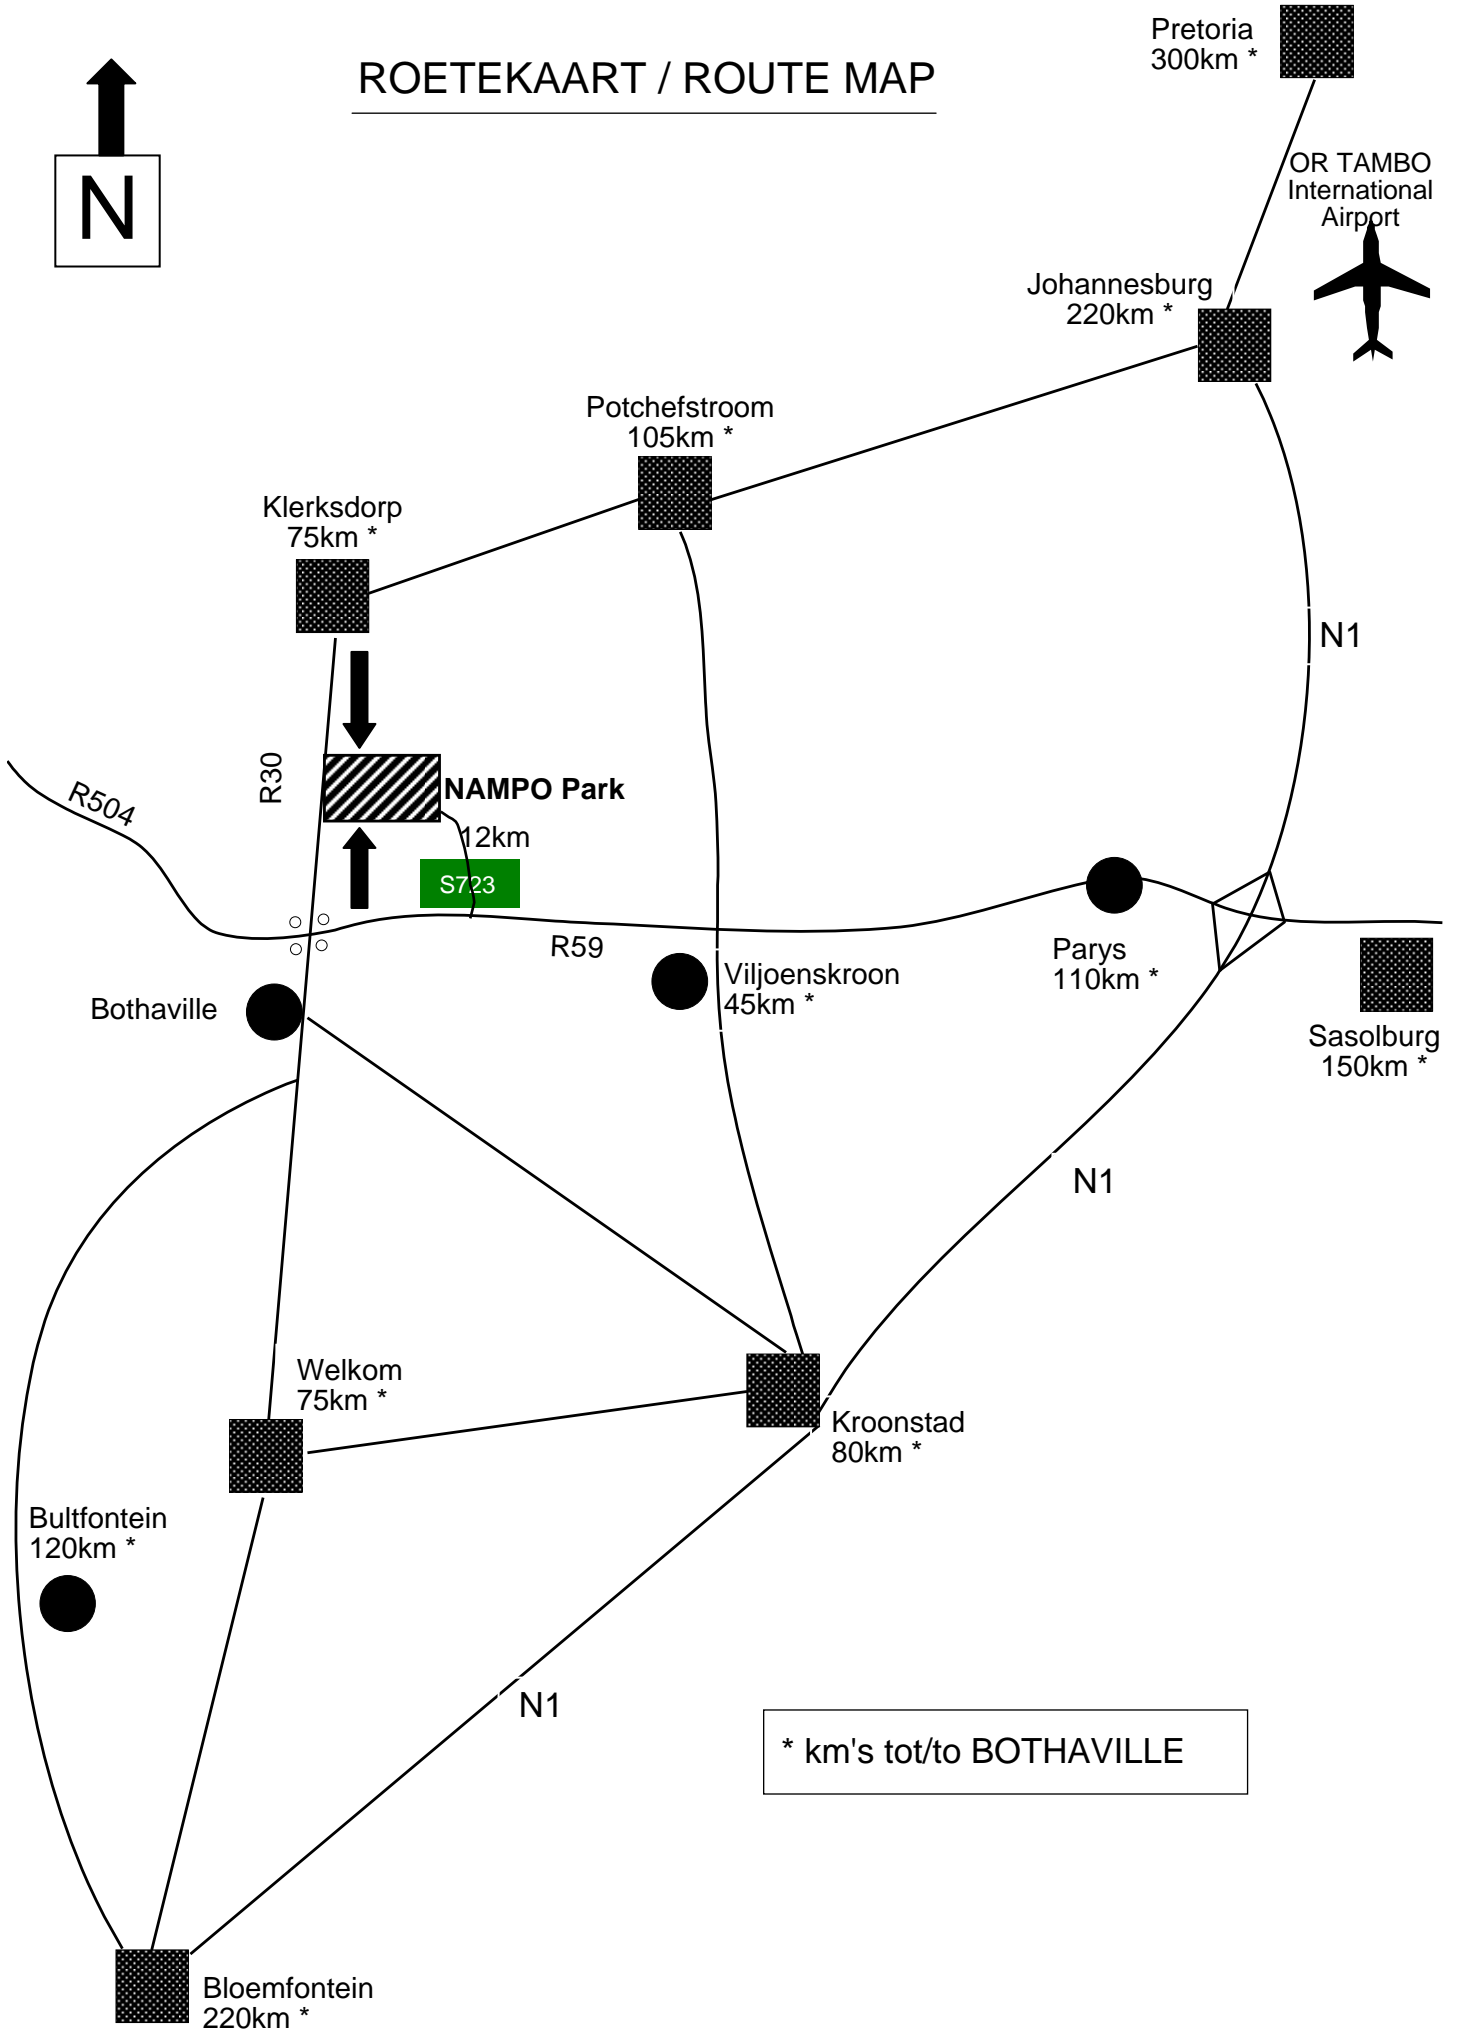 Pretoria
300km *
ROETEKAART / ROUTE MAP
N
OR TAMBO
International
Airport
Johannesburg
220km *
Potchefstroom
105km *
Klerksdorp
75km *
N1
R30
NAMPO Park
R504
12km
S723
R59
Parys
110km *
Viljoenskroon
45km *
Bothaville
Sasolburg
150km *
N1
Welkom
75km *
Kroonstad
80km *
Bultfontein
120km *
N1
* km's tot/to BOTHAVILLE
Bloemfontein
220km *